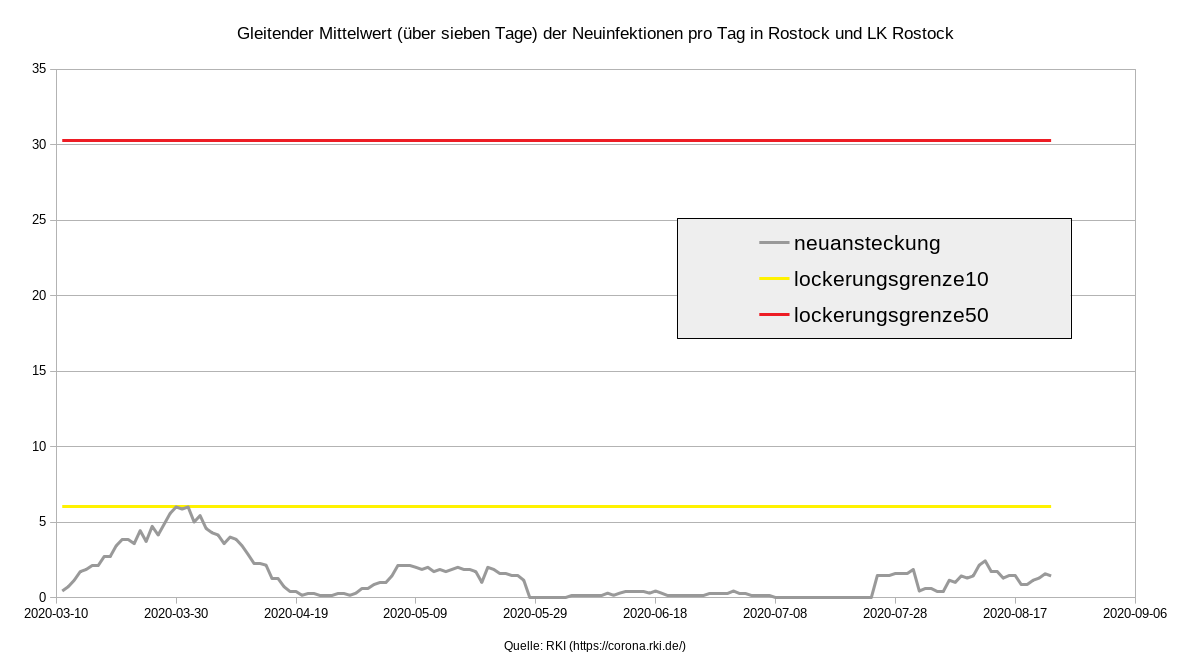 Gleitender Mittelwert (über sieben Tage) der Neuinfektionen pro Tag in Rostock und LK Rostock
35
30
25
20
15
10
5
0
neuansteckung
lockerungsgrenze10
lockerungsgrenze50
2020-03-10 2020-03-30 2020-04-19 2020-05-09 2020-05-29 2020-06-18 2020-07-08 2020-07-28 2020-08-17 2020-09-06
Quelle: RKI (https://corona.rki.de/)